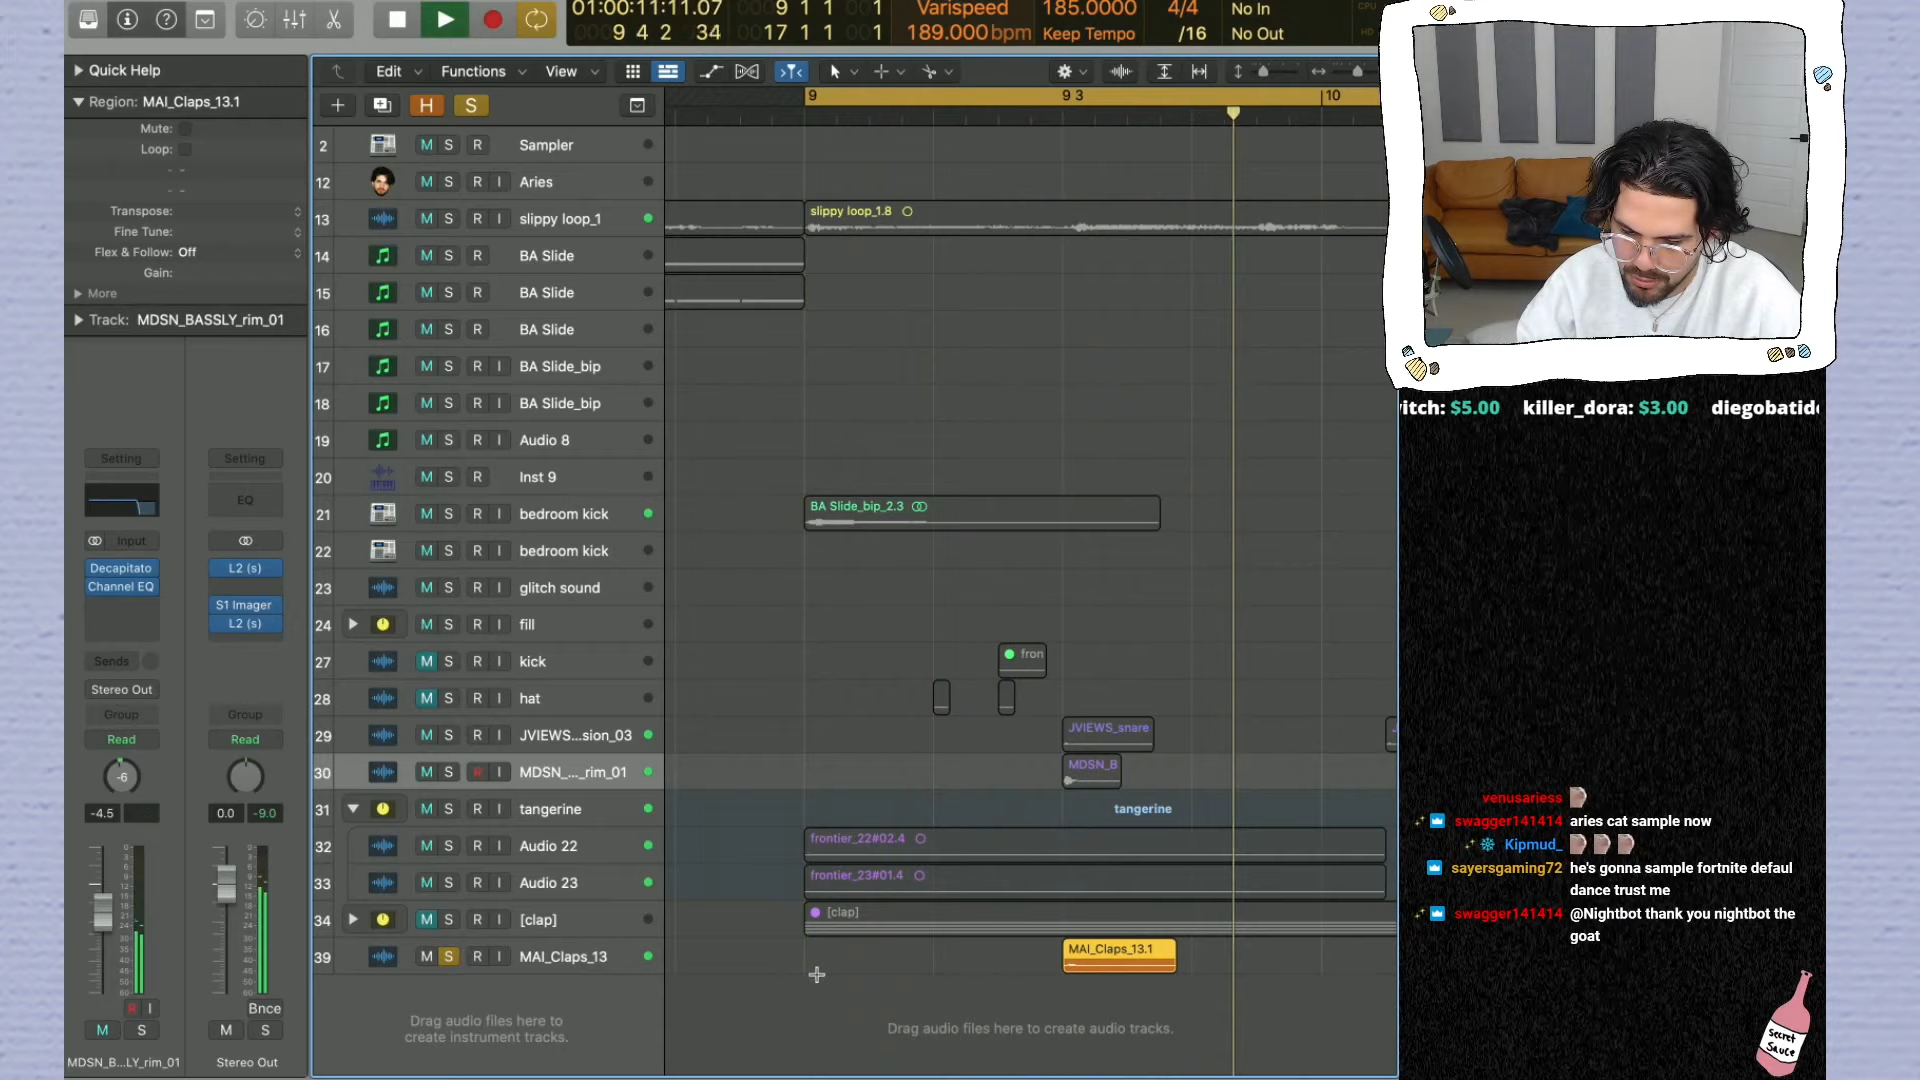 01:00:11:11.07
9 4 2 34
9 1 1 1
17 1 1 1
Varispeed
189.000 bpm
185.0000
Keep Tempo
4/4
/16
No In
No Out
CPU
HD
Quick Help
Region: MAI_Claps_13.1
Mute:
Loop:
Transpose:
Fine Tune:
Flex & Follow: Off
Gain:
More
Track: MDSN_BASSLY_rim_01
Edit
Functions
View
H
S
9
9 3
10
2 M S R Sampler
12 M S R I Aries
13 M S R I slippy loop_1
slippy loop_1.8
14 M S R BA Slide
15 M S R BA Slide
16 M S R BA Slide
17 M S R I BA Slide_bip
18 M S R I BA Slide_bip
19 M S R I Audio 8
20 M S R Inst 9
21 M S R I bedroom kick
BA Slide_bip_2.3
22 M S R I bedroom kick
23 M S R I glitch sound
24 M S R I fill
27 M S R I kick
fron
28 M S R I hat
29 M S R I JVIEWS...sion_03
JVIEWS_snare
30 M S R I MDSN_..._rim_01
MDSN_B
31 M S R I tangerine
tangerine
32 M S R I Audio 22
frontier_22#02.4
33 M S R I Audio 23
frontier_23#01.4
34 M S R I [clap]
[clap]
39 M S R I MAI_Claps_13
MAI_Claps_13.1
Drag audio files here to
create instrument tracks.
Drag audio files here to create audio tracks.
Setting
Setting
EQ
Input
Decapitato
Channel EQ
L2 (s)
S1 Imager
L2 (s)
Sends
Stereo Out
Group
Group
Read
Read
-6
-4.5
0.0 -9.0
R I
Bnce
M S
M S
MDSN_B...LY_rim_01
Stereo Out
itch: $5.00 killer_dora: $3.00 diegobatid
venusariess
swagger141414 aries cat sample now
Kipmud_
sayersgaming72 he's gonna sample fortnite defaul
dance trust me
swagger141414 @Nightbot thank you nightbot the
goat
Secret
Sauce